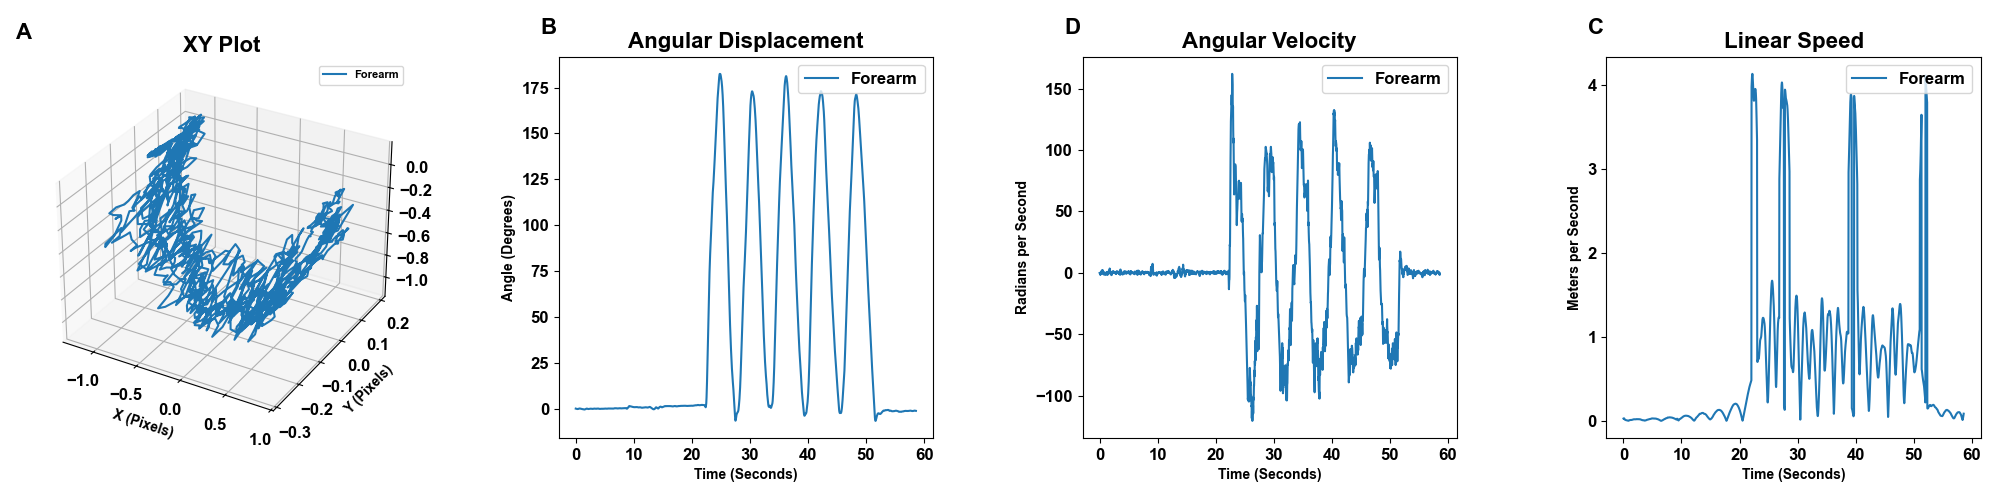 A
XY Plot
Forearm
0.0
−0.2
−0.4
−0.6
−0.8
−1.0
−1.0
−0.5
0.0
0.5
1.0
X (Pixels)
−0.3
−0.2
−0.1
0.0
0.1
0.2
Y (Pixels)
B
Angular Displacement
Forearm
175
150
125
100
75
50
25
0
Angle (Degrees)
0 10 20 30 40 50 60
Time (Seconds)
D
Angular Velocity
Forearm
150
100
50
0
−50
−100
Radians per Second
0 10 20 30 40 50 60
Time (Seconds)
C
Linear Speed
Forearm
4
3
2
1
0
Meters per Second
0 10 20 30 40 50 60
Time (Seconds)